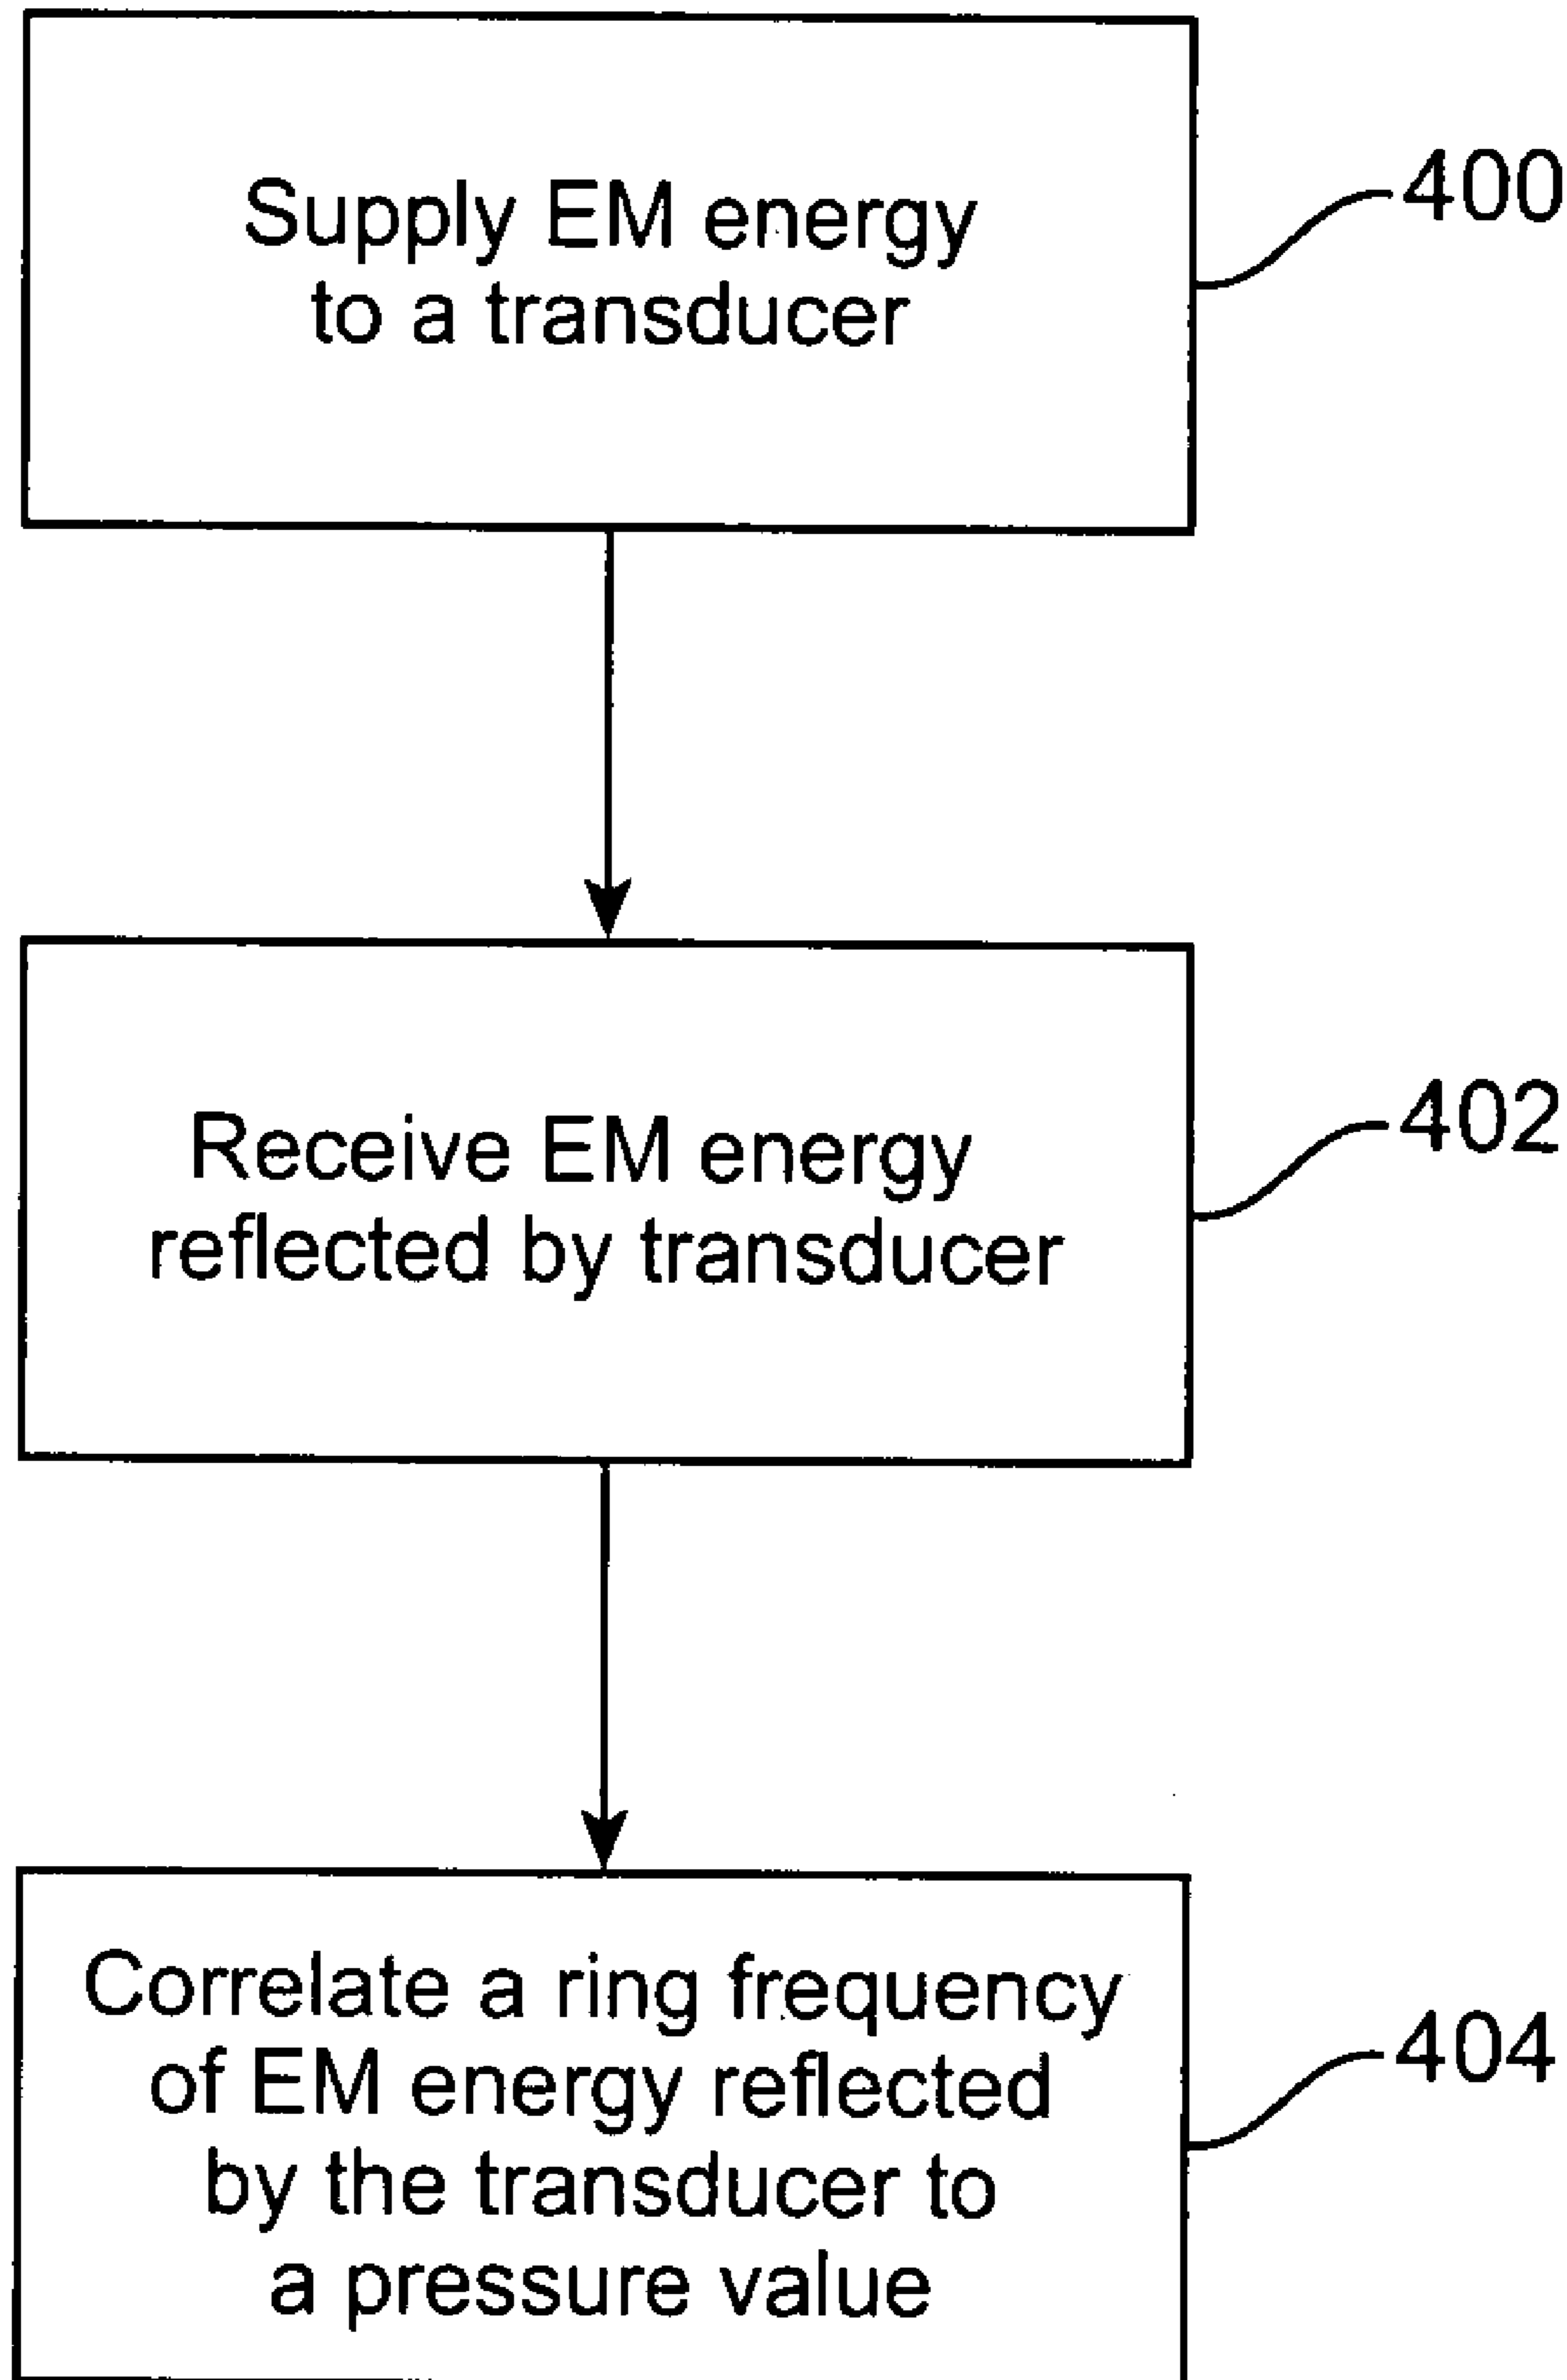 Supply EM energy
to a transducer
400
Receive EM energy
reflected by transducer
402
Correlate a ring frequency
of EM energy reflected
by the transducer to
a pressure value
404